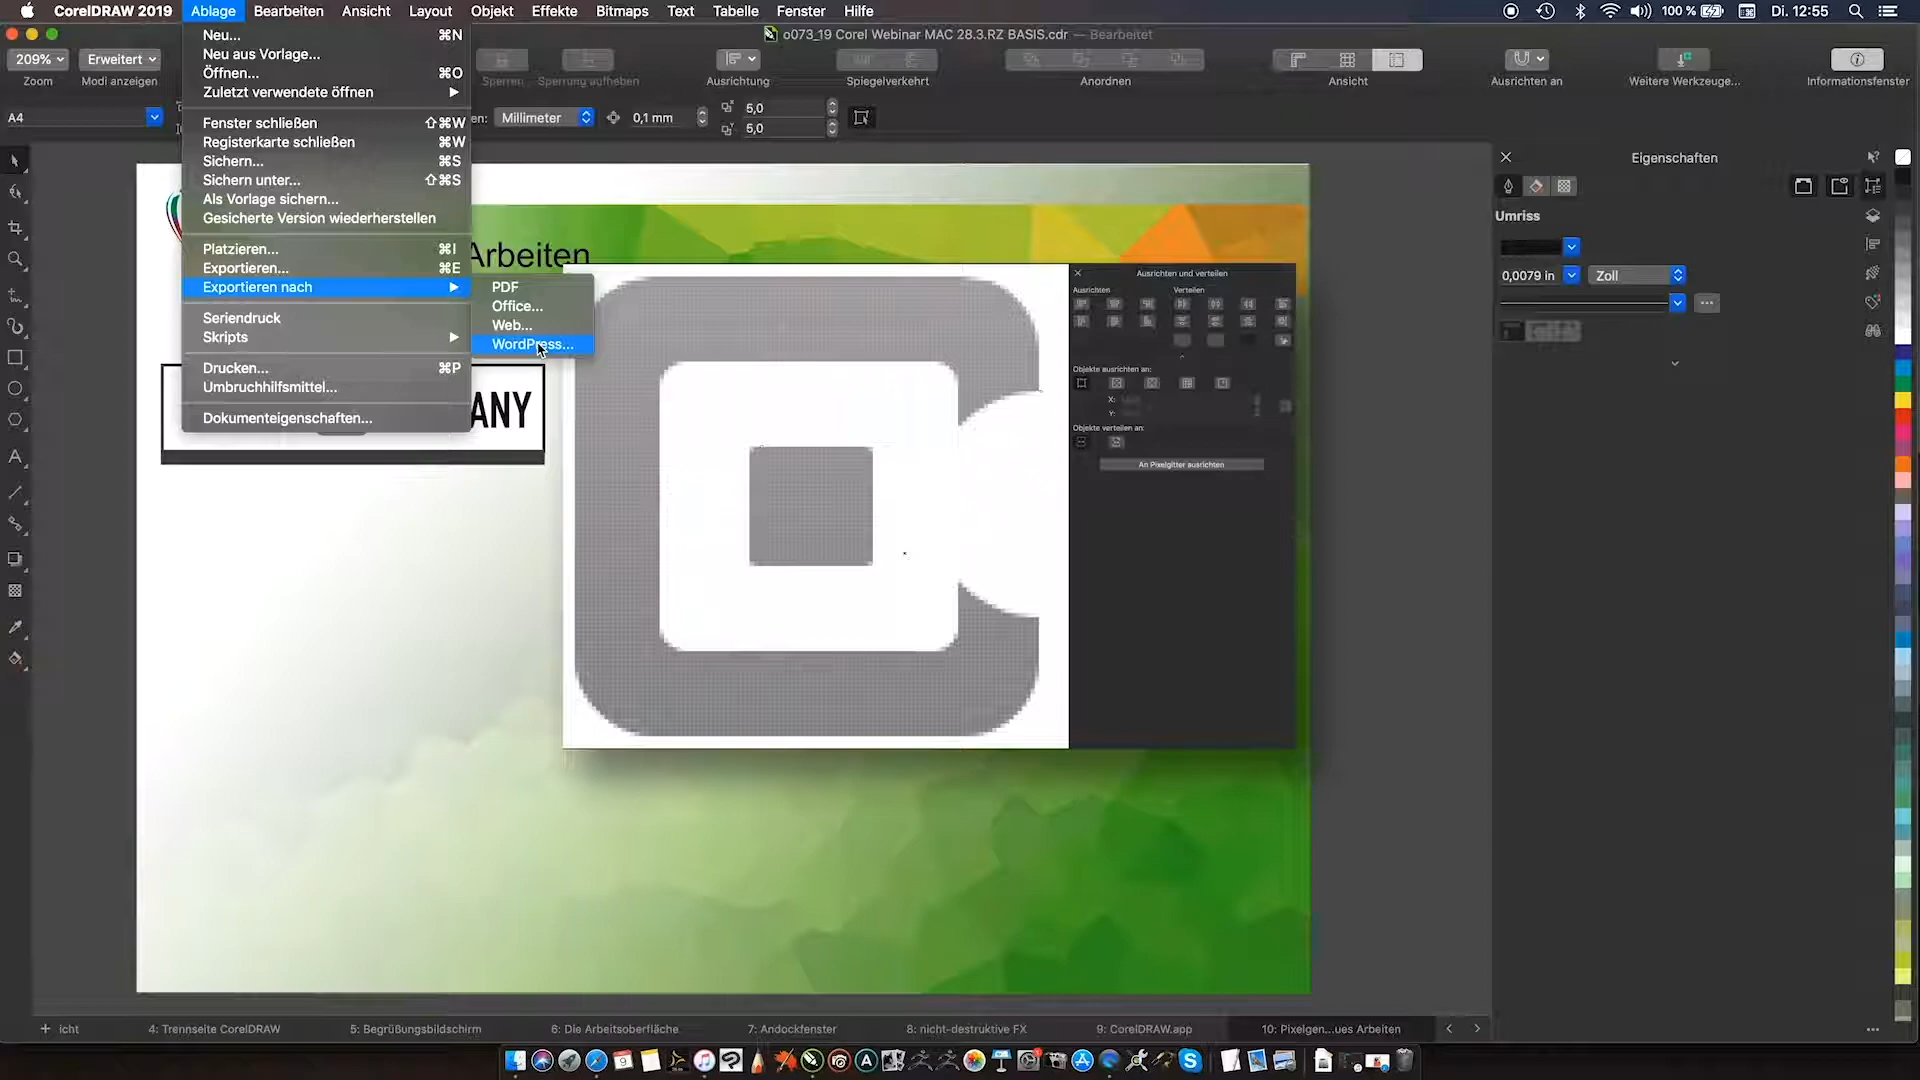 CorelDRAW 2019 Ablage Bearbeiten Ansicht Layout Objekt Effekte Bitmaps Text Tabelle Fenster Hilfe 100 % Di. 12:55
o073_19 Corel Webinar MAC 28.3.RZ BASIS.cdr — Bearbeitet
209% Erweitert
Zoom Modi anzeigen Sperren Sperrung aufheben Ausrichtung Spiegelverkehrt Anordnen Ansicht Ausrichten an Weitere Werkzeuge... Informationsfenster
A4 en: Millimeter 0,1 mm 5,0
5,0
Neu... ⌘N
Neu aus Vorlage...
Öffnen... ⌘O
Zuletzt verwendete öffnen
Fenster schließen ⇧⌘W
Registerkarte schließen ⌘W
Sichern... ⌘S
Sichern unter... ⇧⌘S
Als Vorlage sichern...
Gesicherte Version wiederherstellen
Platzieren... ⌘I
Exportieren... ⌘E
Exportieren nach
Seriendruck
Skripts
Drucken... ⌘P
Umbruchhilfsmittel...
Dokumenteigenschaften...
PDF
Office...
Web...
WordPress...
Arbeiten
ANY
Ausrichten und verteilen
Ausrichten Verteilen
Objekte ausrichten an:
X:
Y:
Objekte verteilen an:
An Pixelgitter ausrichten
Eigenschaften
Umriss
0,0079 in Zoll
icht 4: Trennseite CorelDRAW 5: Begrüßungsbildschirm 6: Die Arbeitsoberfläche 7: Andockfenster 8: nicht-destruktive FX 9: CorelDRAW.app 10: Pixelgen...ues Arbeiten